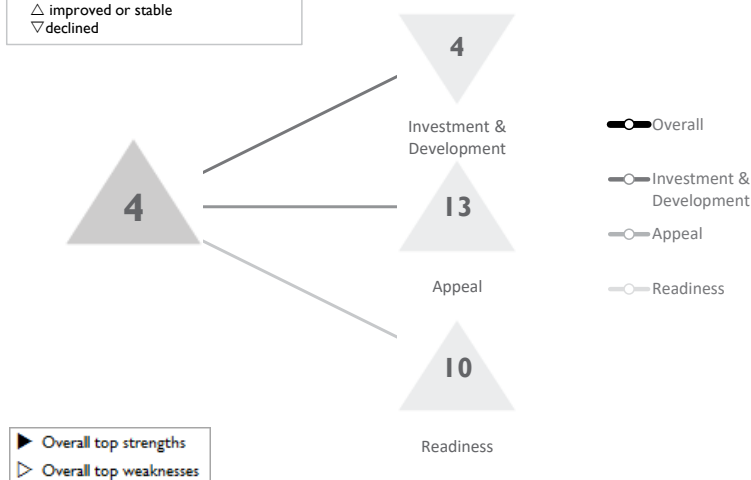 △ improved or stable
▽ declined
4
4
Investment &
Development
13
Appeal
10
Readiness
Overall
Investment &
Development
Appeal
Readiness
▶ Overall top strengths
▷ Overall top weaknesses